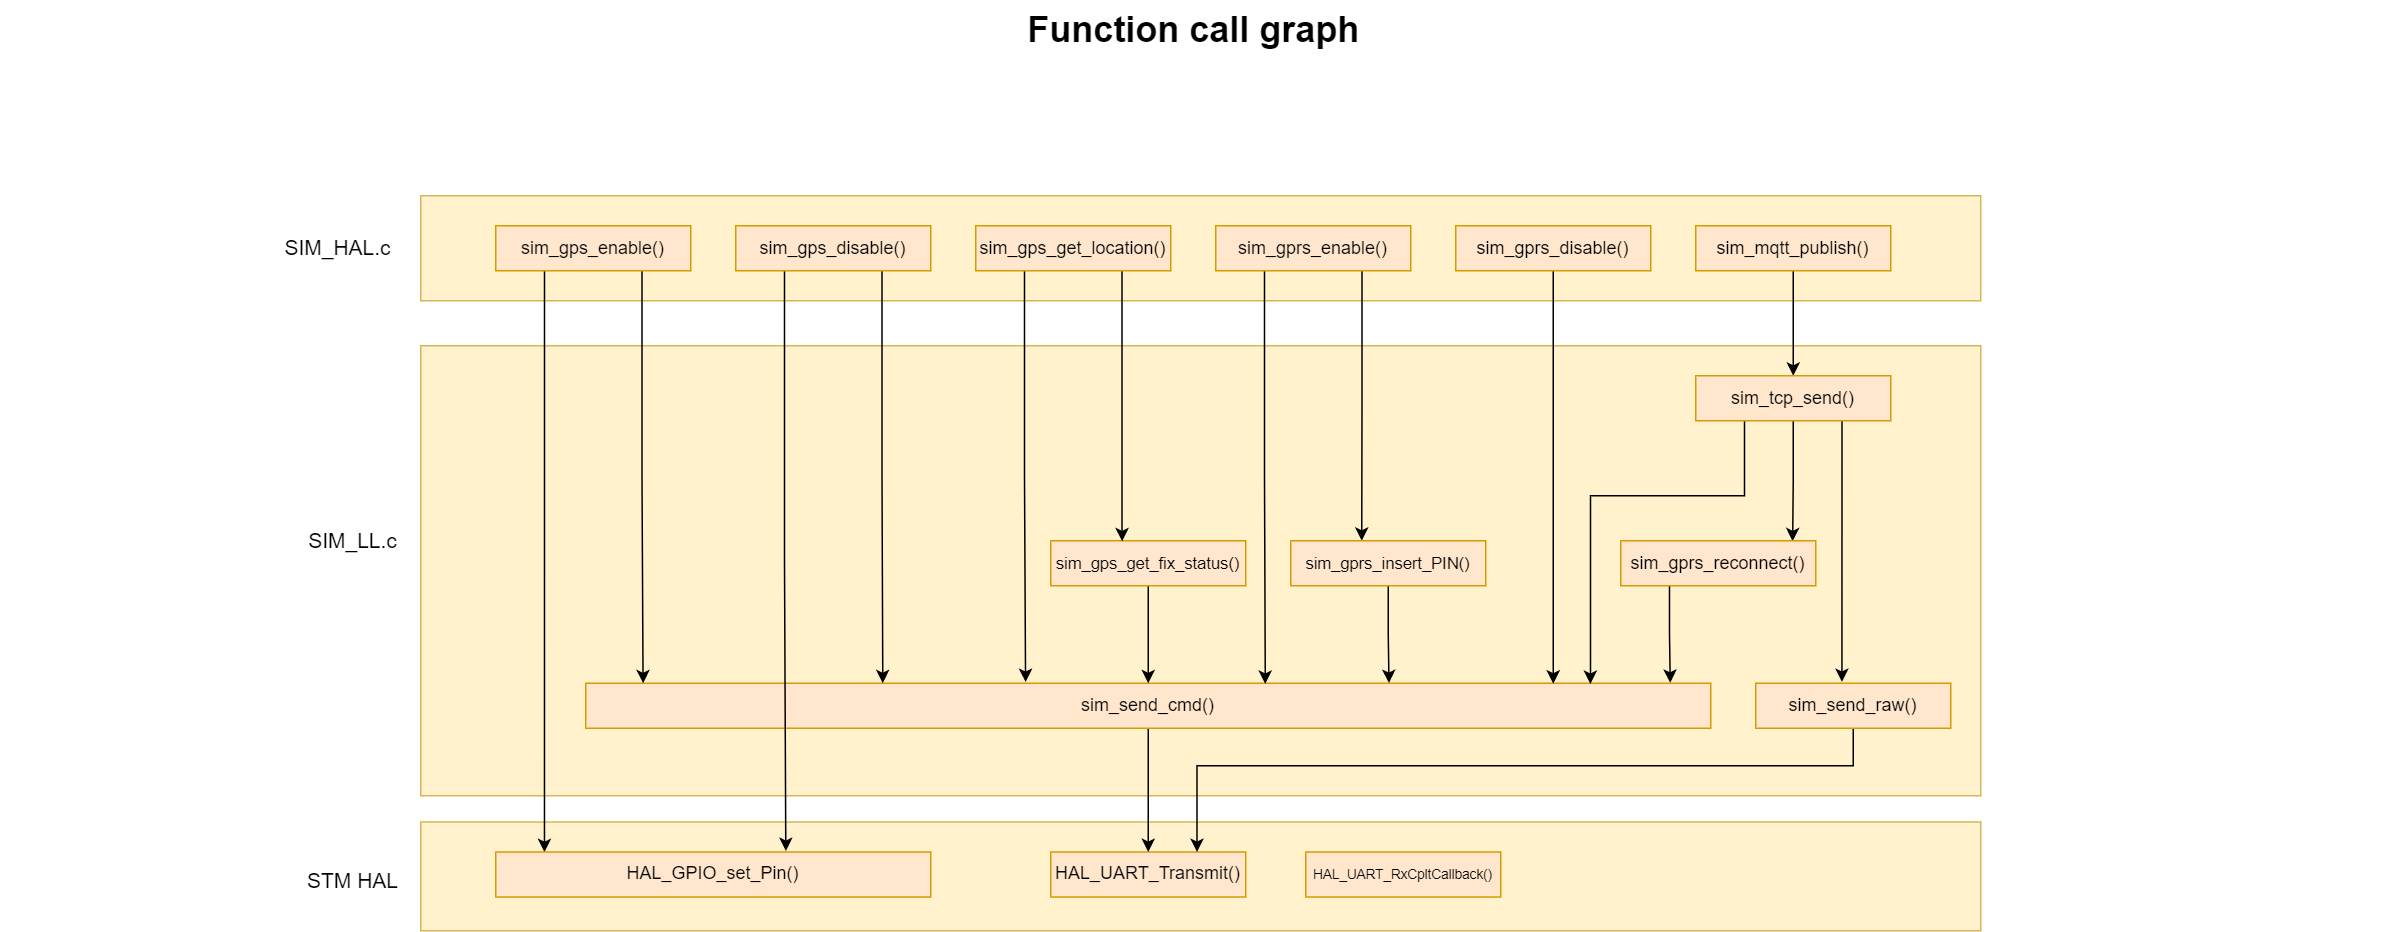 Function call graph
SIM_HAL.c
sim_gps_enable()
sim_gps_disable()
sim_gps_get_location()
sim_gprs_enable()
sim_gprs_disable()
sim_mqtt_publish()
sim_tcp_send()
SIM_LL.c
sim_gps_get_fix_status()
sim_gprs_insert_PIN()
sim_gprs_reconnect()
sim_send_cmd()
sim_send_raw()
STM HAL
HAL_GPIO_set_Pin()
HAL_UART_Transmit()
HAL_UART_RxCpltCallback()